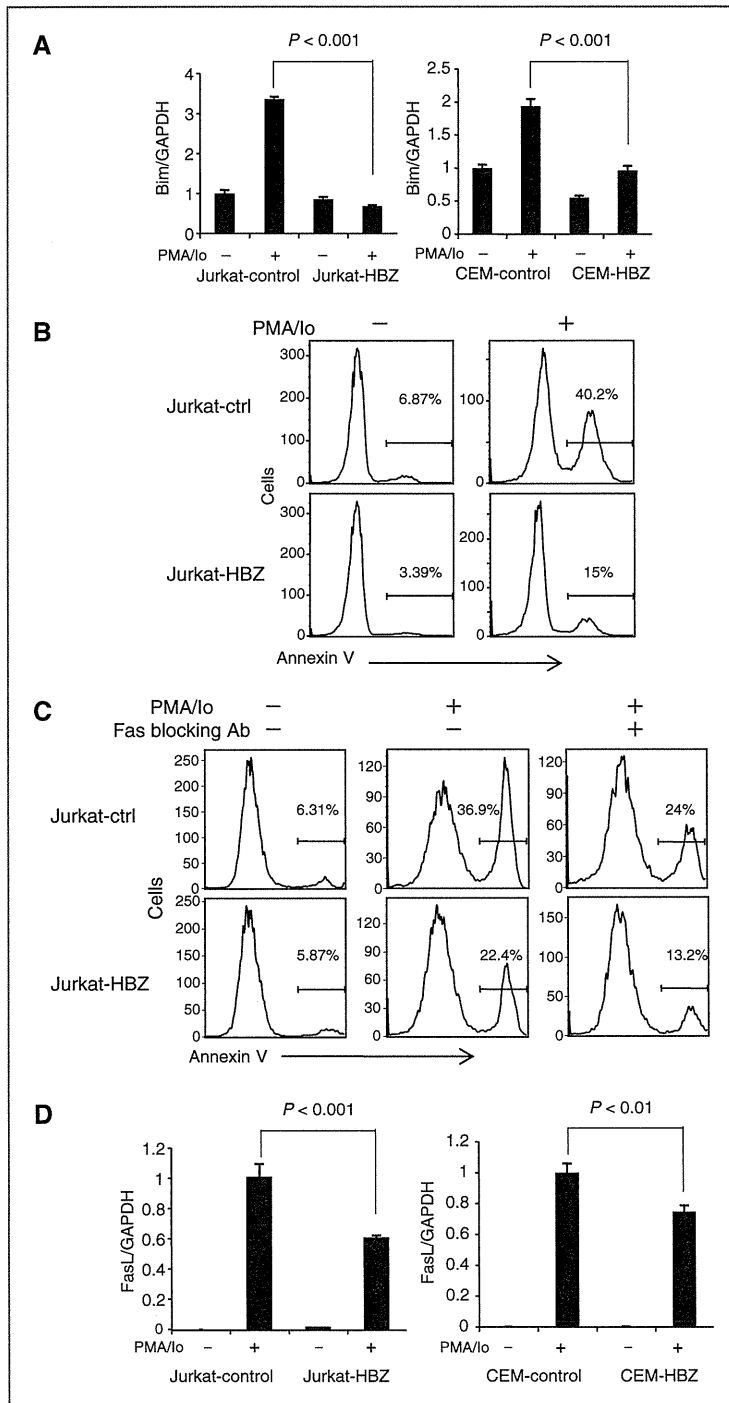 A
P < 0.001
P < 0.001
Bim/GAPDH
4
3
2
1
0
Bim/GAPDH
2.5
2
1.5
1
0.5
0
PMA/Io – + – +
Jurkat-control Jurkat-HBZ
PMA/Io – + – +
CEM-control CEM-HBZ
B
PMA/Io – +
Jurkat-ctrl
300
200
100
0
6.87%
100
0
40.2%
Cells
Jurkat-HBZ
300
200
100
0
3.39%
200
100
0
15%
Annexin V
C
PMA/Io – + +
Fas blocking Ab – – +
Jurkat-ctrl
250
200
150
100
50
0
6.31%
120
90
60
30
0
36.9%
120
90
60
30
0
24%
Cells
Jurkat-HBZ
250
200
150
100
50
0
5.87%
120
90
60
30
0
22.4%
150
100
50
0
13.2%
Annexin V
D
P < 0.001
P < 0.01
FasL/GAPDH
1.2
1
0.8
0.6
0.4
0.2
0
FasL/GAPDH
1.2
1
0.8
0.6
0.4
0.2
0
PMA/Io – + – +
Jurkat-control Jurkat-HBZ
PMA/Io – + – +
CEM-control CEM-HBZ